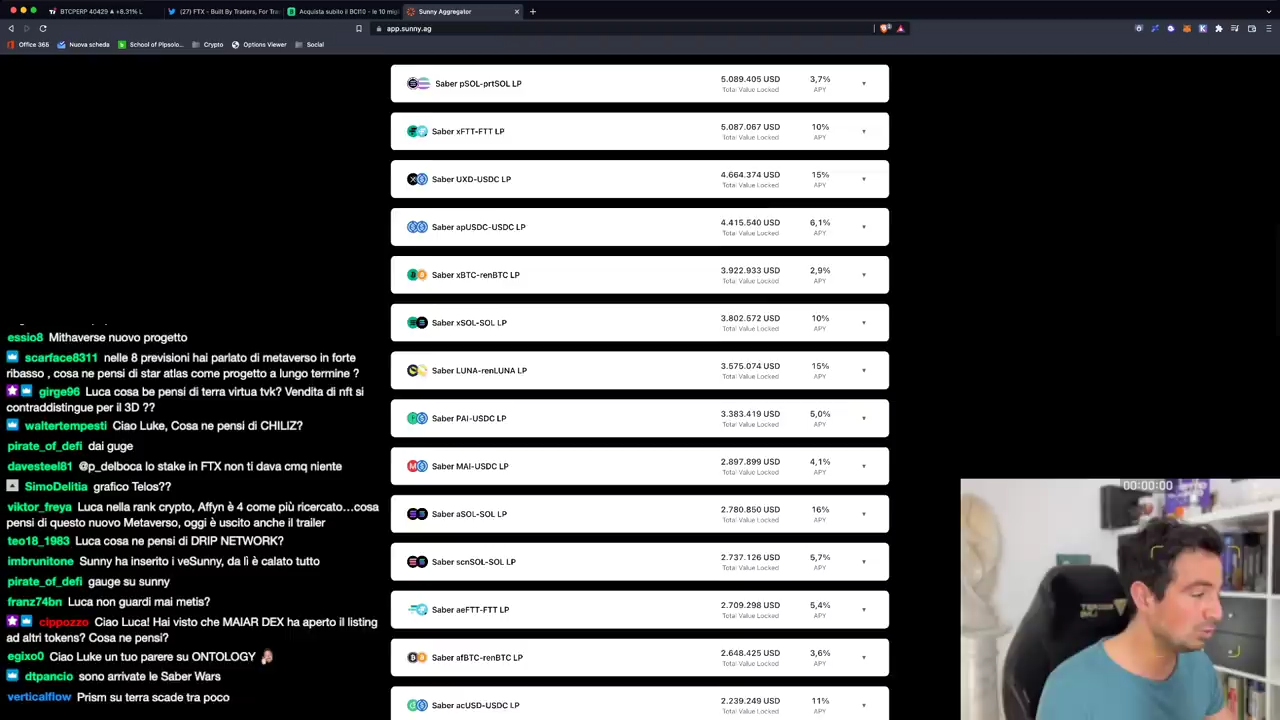 BTCPERP 40429 ▲ +8.31% L
(27) FTX - Built By Traders, For Tra
Acquista subito il BCI10 - le 10 mig
Sunny Aggregator
app.sunny.ag
Office 365
Nuova scheda
School of Plpsolo...
Crypto
Options Viewer
Social
Saber pSOL-prtSOL LP
5.089.405 USD
3,7%
Total Value Locked
APY
Saber xFTT-FTT LP
5.087.067 USD
10%
Total Value Locked
APY
Saber UXD-USDC LP
4.664.374 USD
15%
Total Value Locked
APY
Saber apUSDC-USDC LP
4.415.540 USD
6,1%
Total Value Locked
APY
Saber xBTC-renBTC LP
3.922.933 USD
2,9%
Total Value Locked
APY
Saber xSOL-SOL LP
3.802.572 USD
10%
Total Value Locked
APY
Saber LUNA-renLUNA LP
3.575.074 USD
15%
Total Value Locked
APY
Saber PAI-USDC LP
3.383.419 USD
5,0%
Total Value Locked
APY
Saber MAI-USDC LP
2.897.899 USD
4,1%
Total Value Locked
APY
Saber aSOL-SOL LP
2.780.850 USD
16%
Total Value Locked
APY
Saber scnSOL-SOL LP
2.737.126 USD
5,7%
Total Value Locked
APY
Saber aeFTT-FTT LP
2.709.298 USD
5,4%
Total Value Locked
APY
Saber afBTC-renBTC LP
2.648.425 USD
3,6%
Total Value Locked
APY
Saber acUSD-USDC LP
2.239.249 USD
11%
Total Value Locked
APY
essio8 Mithaverse nuovo progetto
scarface8311 nelle 8 previsioni hai parlato di metaverso in forte
ribasso , cosa ne pensi di star atlas come progetto a lungo termine ?
girge96 Luca cosa be pensi di terra virtua tvk? Vendita di nft si
contraddistingue per il 3D ??
waltertempesti Ciao Luke, Cosa ne pensi di CHILIZ?
pirate_of_defi dai guge
davesteel81 @p_delboca lo stake in FTX non ti dava cmq niente
SimoDelitia grafico Telos??
viktor_freya Luca nella rank crypto, Affyn è 4 come più ricercato…cosa
pensi di questo nuovo Metaverso, oggi è uscito anche il trailer
teo18_1983 Luca cosa ne pensi di DRIP NETWORK?
imbrunitone Sunny ha inserito i veSunny, da lì è calato tutto
pirate_of_defi gauge su sunny
franz74bn Luca non guardi mai metis?
cippozzo Ciao Luca! Hai visto che MAIAR DEX ha aperto il listing
ad altri tokens? Cosa ne pensi?
egixo0 Ciao Luke un tuo parere su ONTOLOGY
dtpancio sono arrivate le Saber Wars
verticalflow Prism su terra scade tra poco
00:00:00